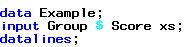 data Example;
input Group $ Score xs;
datalines;